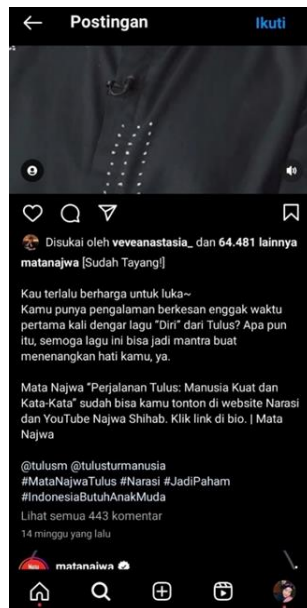 Postingan
Ikuti
Disukai oleh veveanastasia_ dan 64.481 lainnya
matanajwa [Sudah Tayang!]
Kau terlalu berharga untuk luka~
Kamu punya pengalaman berkesan enggak waktu
pertama kali dengar lagu “Diri” dari Tulus? Apa pun
itu, semoga lagu ini bisa jadi mantra buat
menenangkan hati kamu, ya.
Mata Najwa “Perjalanan Tulus: Manusia Kuat dan
Kata-Kata” sudah bisa kamu tonton di website Narasi
dan YouTube Najwa Shihab. Klik link di bio. | Mata
Najwa
@tulusm @tulusturmanusia
#MataNajwaTulus #Narasi #JadiPaham
#IndonesiaButuhAnakMuda
Lihat semua 443 komentar
14 minggu yang lalu
matanajwa